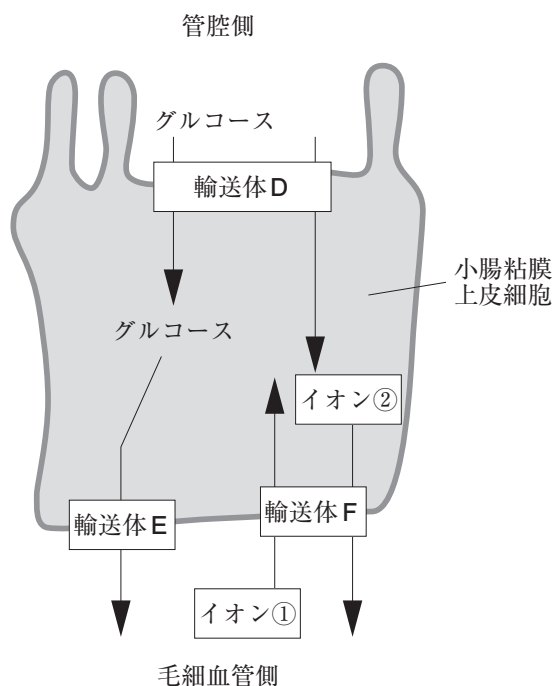 管腔側
グルコース
輸送体D
小腸粘膜
上皮細胞
グルコース
イオン②
輸送体E
輸送体F
イオン①
毛細血管側